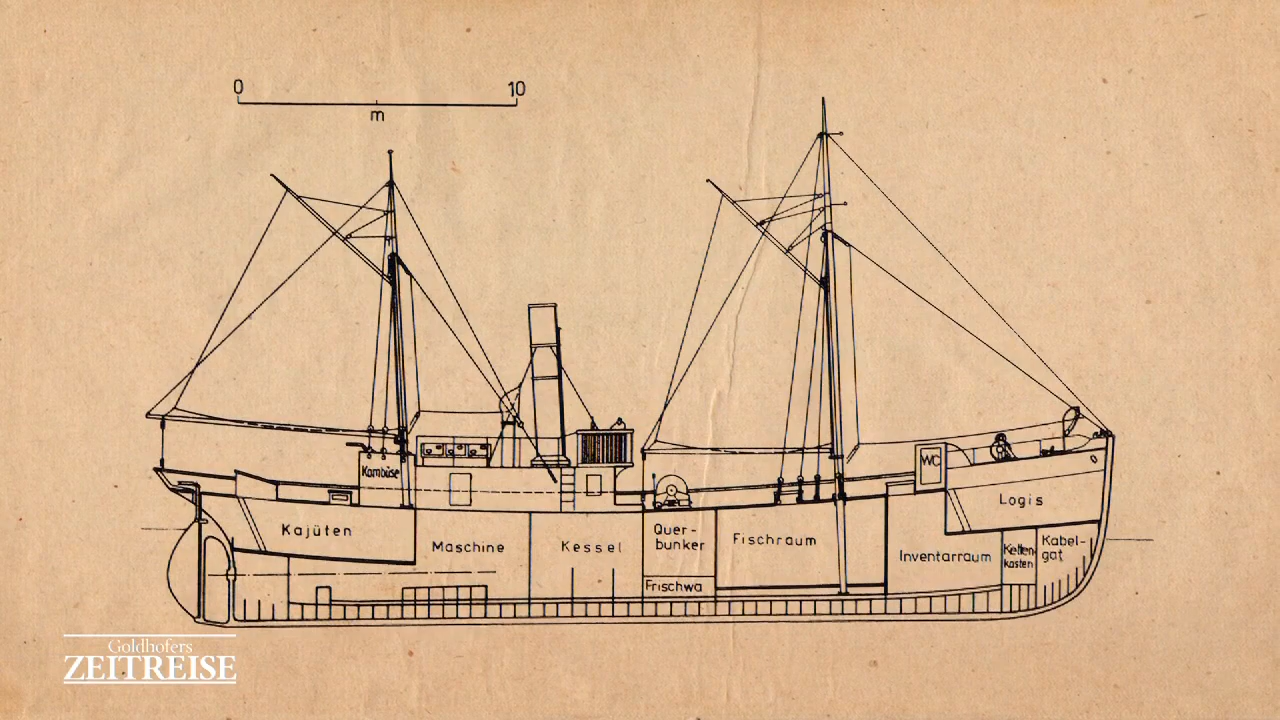 0 10
m
Kombüse
WC
Logis
Kajüten
Maschine
Kessel
Quer-
bunker
Fischraum
Inventarraum
Ketten
kasten
Kabel-
gat
Frischwa
Goldhofers
ZEITREISE